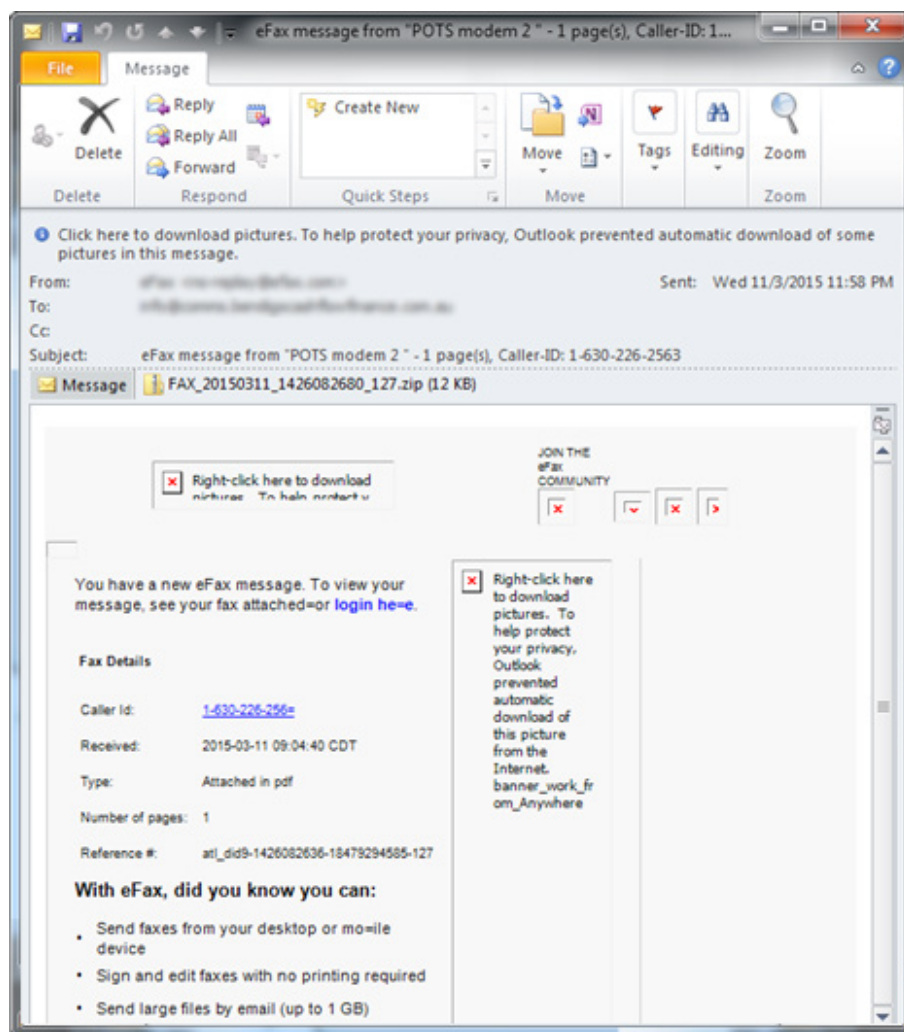 eFax message from "POTS modem 2 " - 1 page(s), Caller-ID: 1...
File
Message
Delete
Reply
Reply All
Forward
Create New
Move
Tags
Editing
Zoom
Delete
Respond
Quick Steps
Move
Zoom
Click here to download pictures. To help protect your privacy, Outlook prevented automatic download of some
pictures in this message.
From:
Sent: Wed 11/3/2015 11:58 PM
To:
Cc:
Subject: eFax message from "POTS modem 2 " - 1 page(s), Caller-ID: 1-630-226-2563
Message
FAX_20150311_1426082680_127.zip (12 KB)
Right-click here to download
JOIN THE
eFax
COMMUNITY
You have a new eFax message. To view your
message, see your fax attached=or login he=e.
Fax Details
Caller Id: 1-630-226-256=
Received: 2015-03-11 09:04:40 CDT
Type: Attached in pdf
Number of pages: 1
Reference #: atl_did9-1426082636-18479294585-127
With eFax, did you know you can:
• Send faxes from your desktop or mo=ile
device
• Sign and edit faxes with no printing required
• Send large files by email (up to 1 GB)
Right-click here
to download
pictures. To
help protect
your privacy,
Outlook
prevented
automatic
download of
this picture
from the
Internet.
banner_work_fr
om_Anywhere